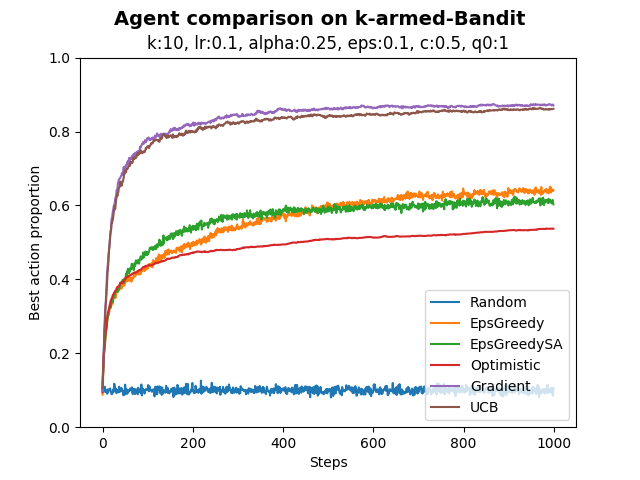 Agent comparison on k-armed-Bandit
k:10, lr:0.1, alpha:0.25, eps:0.1, c:0.5, q0:1
1.0
0.8
0.6
0.4
0.2
0.0
Best action proportion
Random
EpsGreedy
EpsGreedySA
Optimistic
Gradient
UCB
0 200 400 600 800 1000
Steps